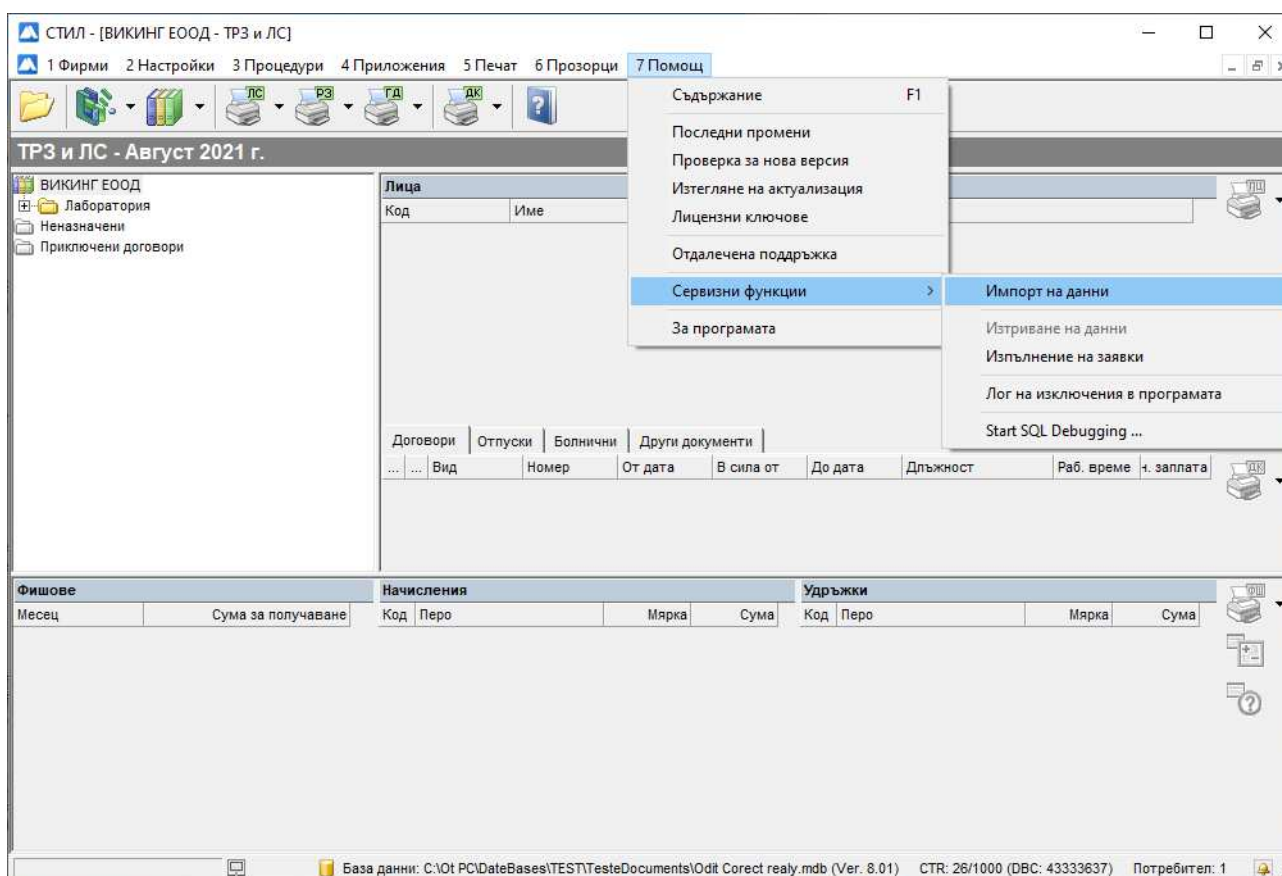 СТИЛ - [ВИКИНГ ЕООД - ТРЗ и ЛС]
1 Фирми 2 Настройки 3 Процедури 4 Приложения 5 Печат 6 Прозорци 7 Помощ
ЛС РЗ ГД ДК
ТРЗ и ЛС - Август 2021 г.
Съдържание F1
Последни промени
Проверка за нова версия
Изтегляне на актуализация
Лицензни ключове
Отдалечена поддръжка
Сервизни функции
За програмата
Импорт на данни
Изтриване на данни
Изпълнение на заявки
Лог на изключения в програмата
Start SQL Debugging ...
ВИКИНГ ЕООД
Лаборатория
Неназначени
Приключени договори
Лица
Код Име
ЛЦ
Договори Отпуски Болнични Други документи
... ... Вид Номер От дата В сила от До дата Длъжност Раб. време н. заплата
ДК
Фишове Начисления Удръжки
ФШ
Месец Сума за получаване Код Перо Мярка Сума Код Перо Мярка Сума
База данни: C:\Ot PC\DateBases\TEST\TesteDocuments\Odit Corect realy.mdb (Ver. 8.01) CTR: 26/1000 (DBC: 43333637) Потребител: 1